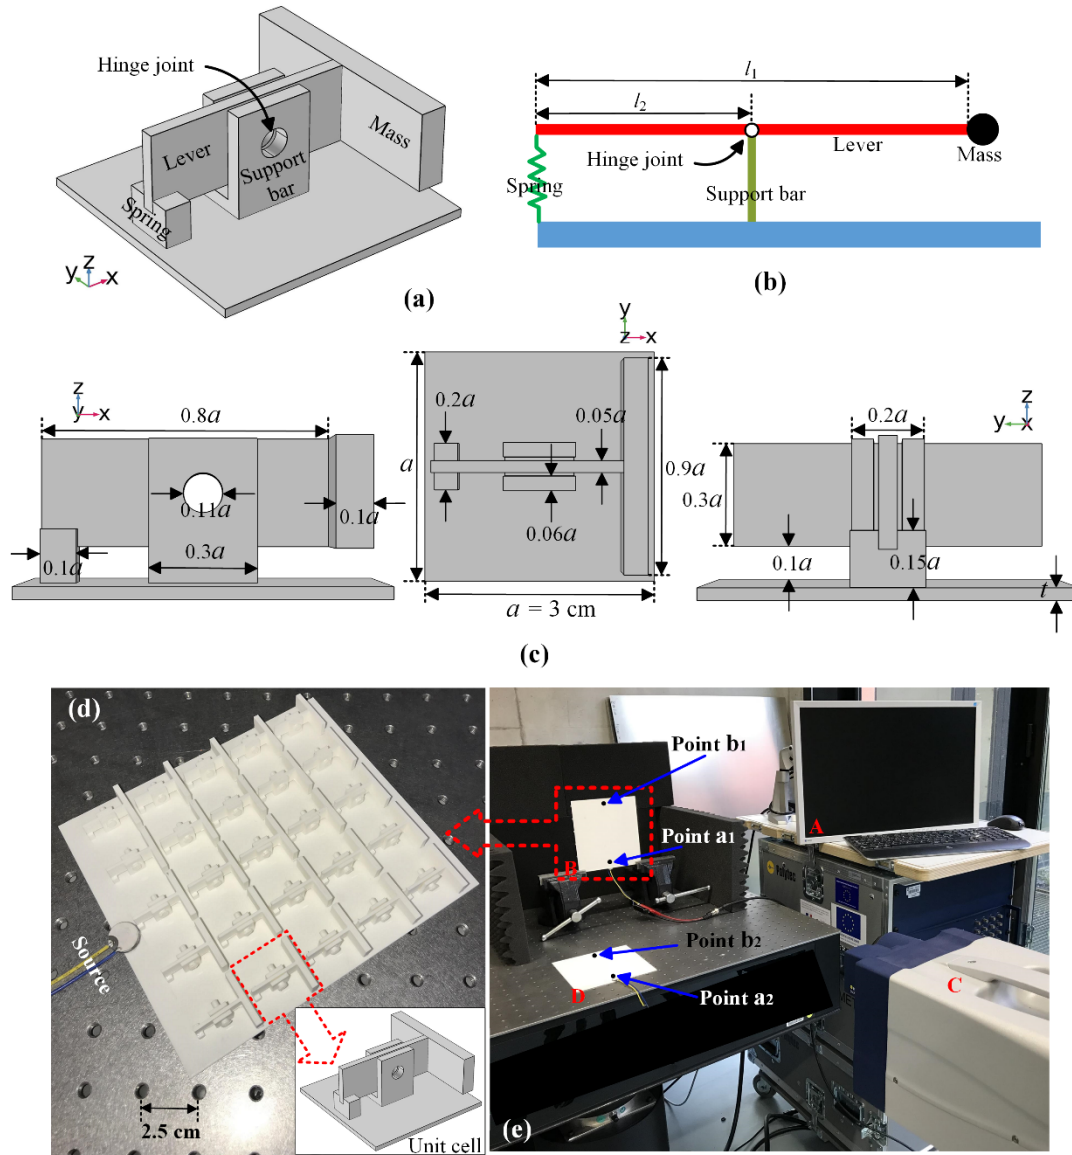 Hinge joint
Lever
Mass
Support
bar
Spring
z
y
x
(a)
l1
l2
Hinge joint
Lever
Mass
Spring
Support bar
(b)
z
y
x
0.8a
0.11a
0.1a
0.3a
0.1a
y
z
x
0.2a
0.05a
a
0.9a
0.06a
a = 3 cm
z
y
x
0.2a
0.3a
0.1a
0.15a
t
(c)
(d)
Source
2.5 cm
Unit cell
Point b1
Point a1
B
A
Polytec
Point b2
Point a2
D
C
(e)